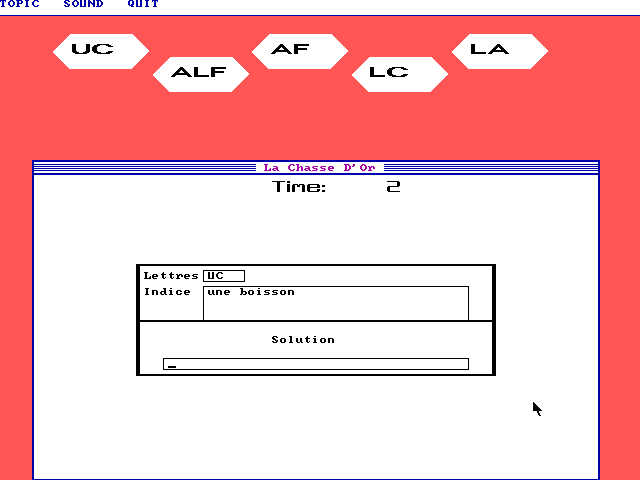 TOPIC SOUND QUIT
UC AF LA
ALF LC
La Chasse D'Or
Time: 2
Lettres UC
Indice une boisson
Solution